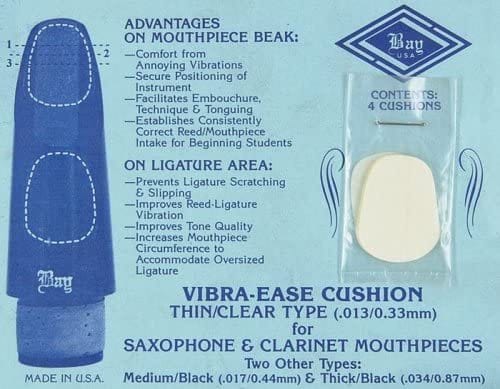 ADVANTAGES
ON MOUTHPIECE BEAK:
—Comfort from
Annoying Vibrations
—Secure Positioning of
Instrument
—Facilitates Embouchure,
Technique & Tonguing
—Establishes Consistently
Correct Reed/Mouthpiece
Intake for Beginning Students
ON LIGATURE AREA:
—Prevents Ligature Scratching
& Slipping
—Improves Reed-Ligature
Vibration
—Improves Tone Quality
—Increases Mouthpiece
Circumference to
Accommodate Oversized
Ligature
1
2
3
Bay
MADE IN U.S.A.
Bay
USA
CONTENTS:
4 CUSHIONS
VIBRA-EASE CUSHION
THIN/CLEAR TYPE (.013/0.33mm)
for
SAXOPHONE & CLARINET MOUTHPIECES
Two Other Types:
Medium/Black (.017/0.44mm) & Thick/Black (.034/0.87mm)